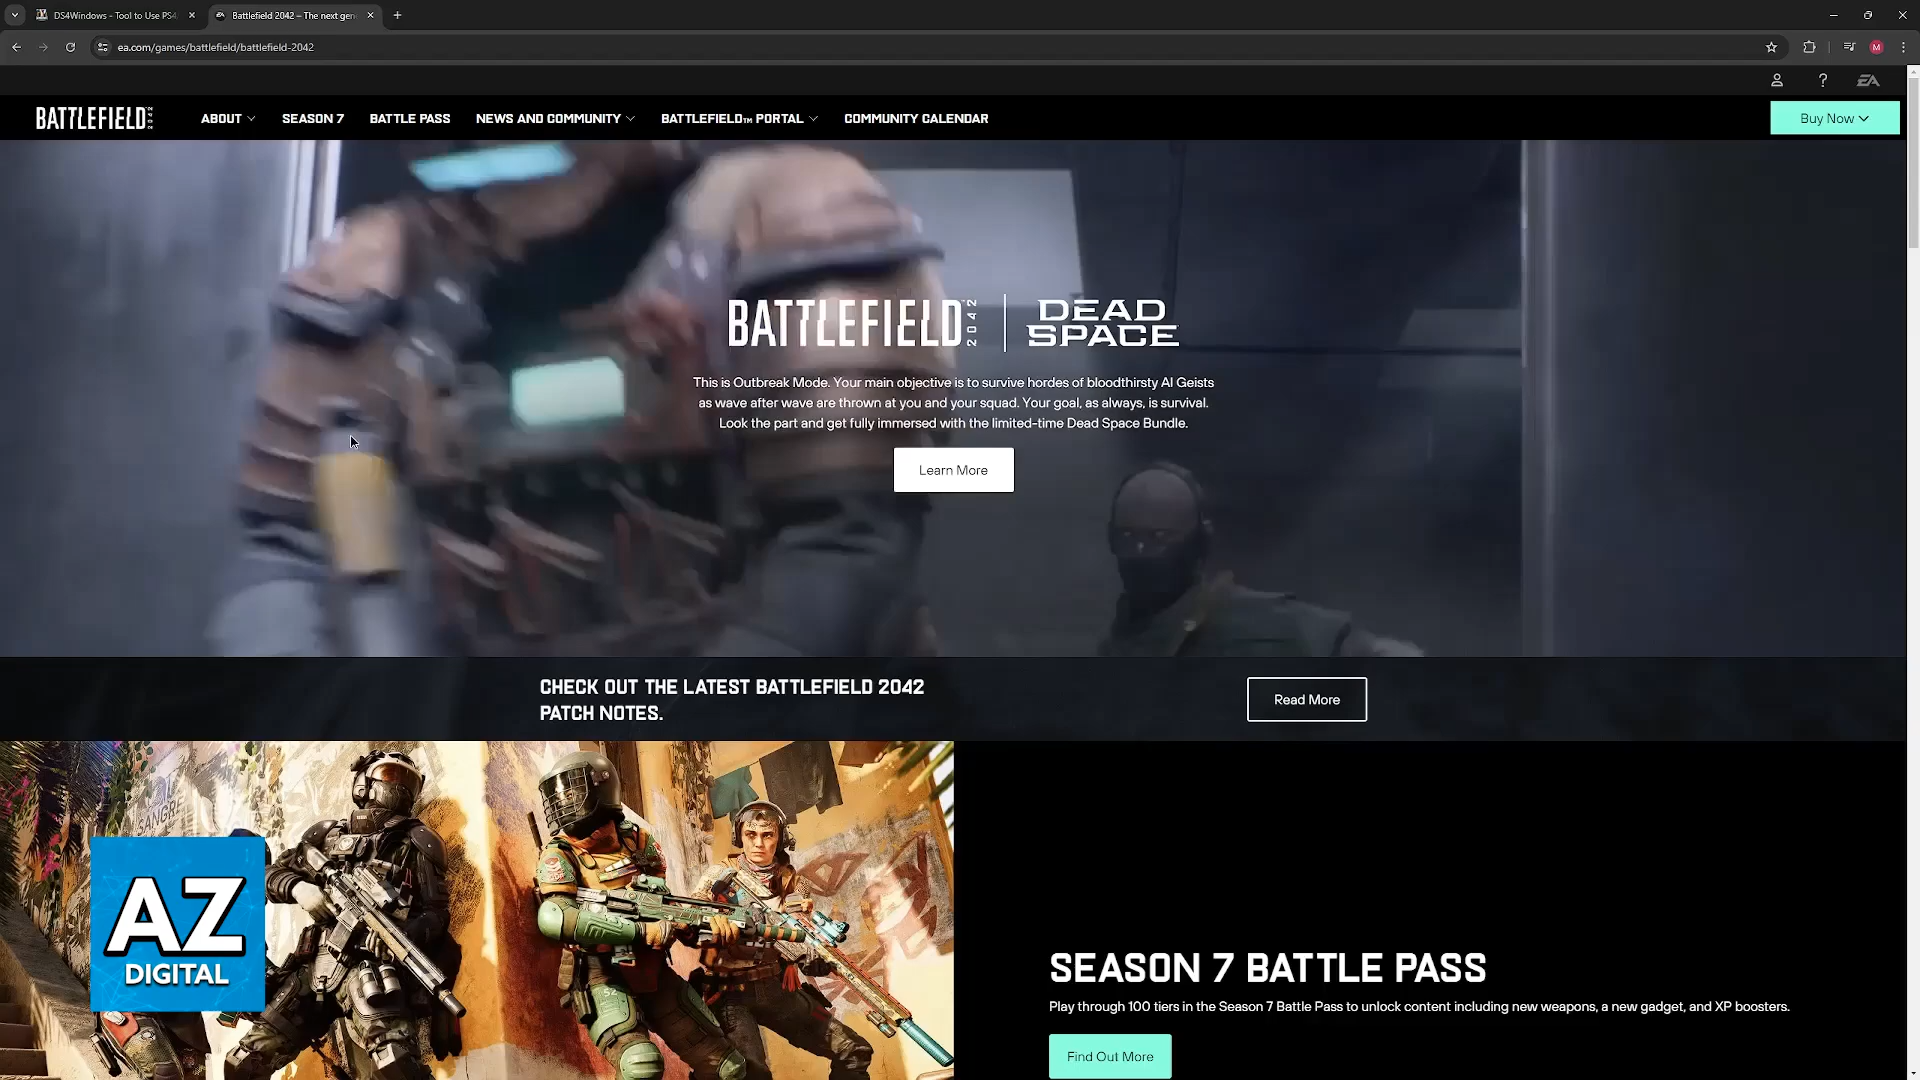 DS4Windows - Tool to Use PS4
Battlefield 2042 – The next gen
ea.com/games/battlefield/battlefield-2042
M
EA
BATTLEFIELD 2042
ABOUT
SEASON 7
BATTLE PASS
NEWS AND COMMUNITY
BATTLEFIELD™ PORTAL
COMMUNITY CALENDAR
Buy Now
BATTLEFIELD 2042 | DEAD SPACE
This is Outbreak Mode. Your main objective is to survive hordes of bloodthirsty AI Geists
as wave after wave are thrown at you and your squad. Your goal, as always, is survival.
Look the part and get fully immersed with the limited-time Dead Space Bundle.
Learn More
CHECK OUT THE LATEST BATTLEFIELD 2042
PATCH NOTES.
Read More
SANGRE
AZ
DIGITAL
SEASON 7 BATTLE PASS
Play through 100 tiers in the Season 7 Battle Pass to unlock content including new weapons, a new gadget, and XP boosters.
Find Out More